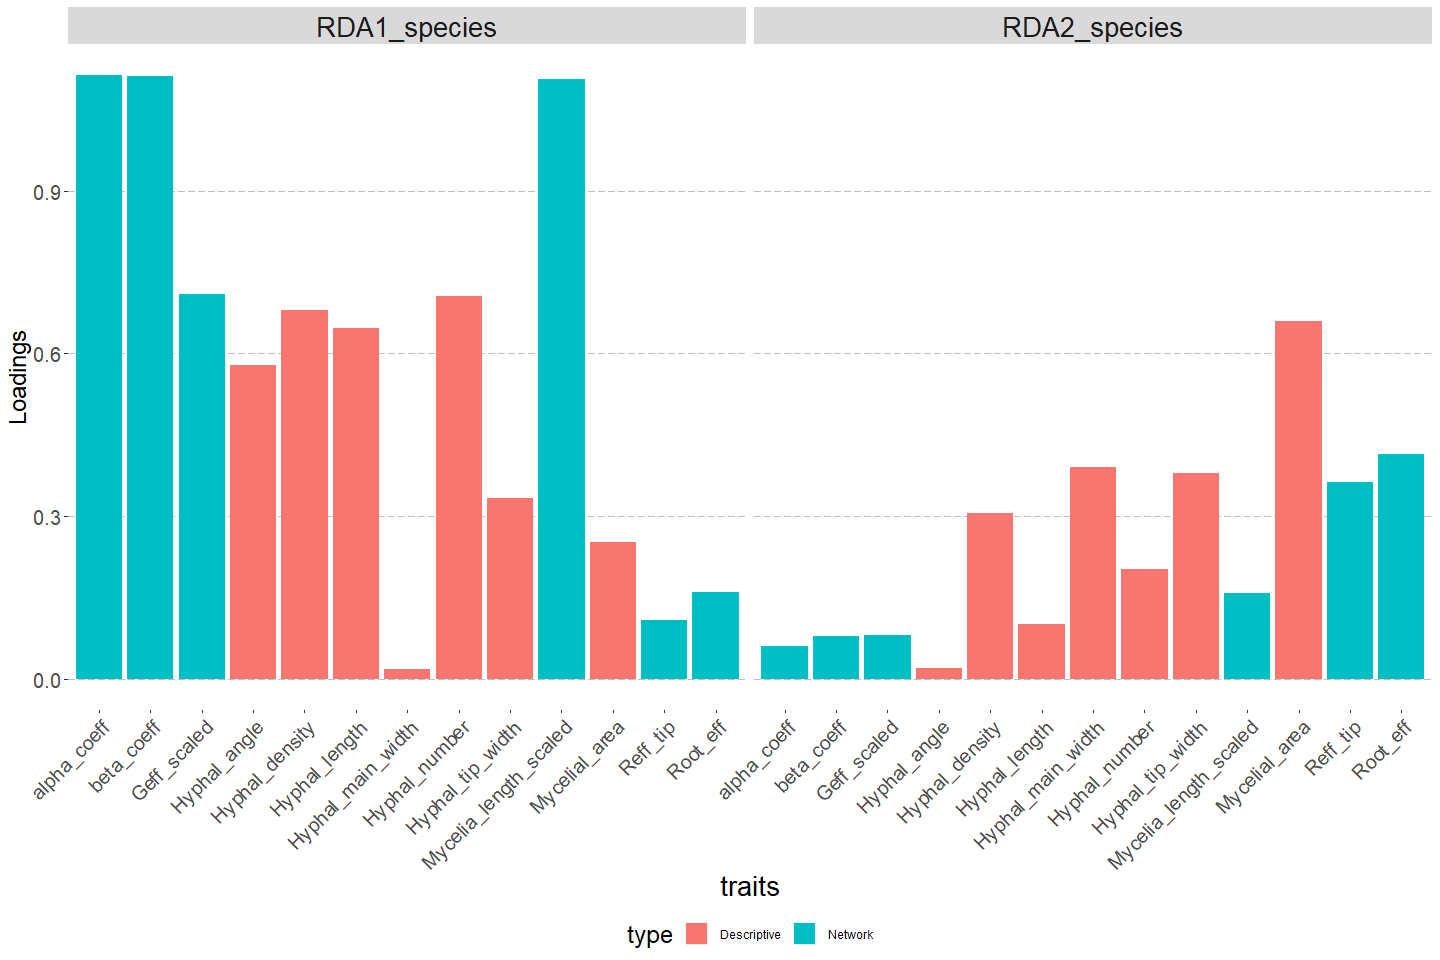 RDA1_species
RDA2_species
Loadings
0.9
0.6
0.3
0.0
alpha_coeff
beta_coeff
Geff_scaled
Hyphal_angle
Hyphal_density
Hyphal_length
Hyphal_main_width
Hyphal_number
Hyphal_tip_width
Mycelia_length_scaled
Mycelial_area
Reff_tip
Root_eff
alpha_coeff
beta_coeff
Geff_scaled
Hyphal_angle
Hyphal_density
Hyphal_length
Hyphal_main_width
Hyphal_number
Hyphal_tip_width
Mycelia_length_scaled
Mycelial_area
Reff_tip
Root_eff
traits
type Descriptive Network